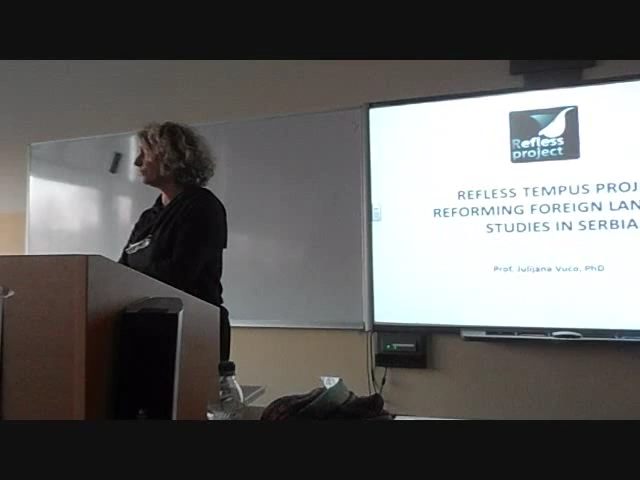 Refless
project
REFLESS TEMPUS PROJ
REFORMING FOREIGN LAN
STUDIES IN SERBIA
Prof. Julijana Vuco, PhD